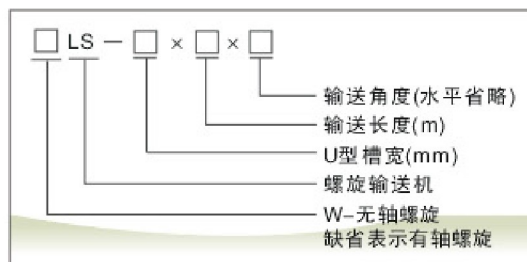 □LS－□×□×□
输送角度(水平省略)
输送长度(m)
U型槽宽(mm)
螺旋输送机
W-无轴螺旋
缺省表示有轴螺旋